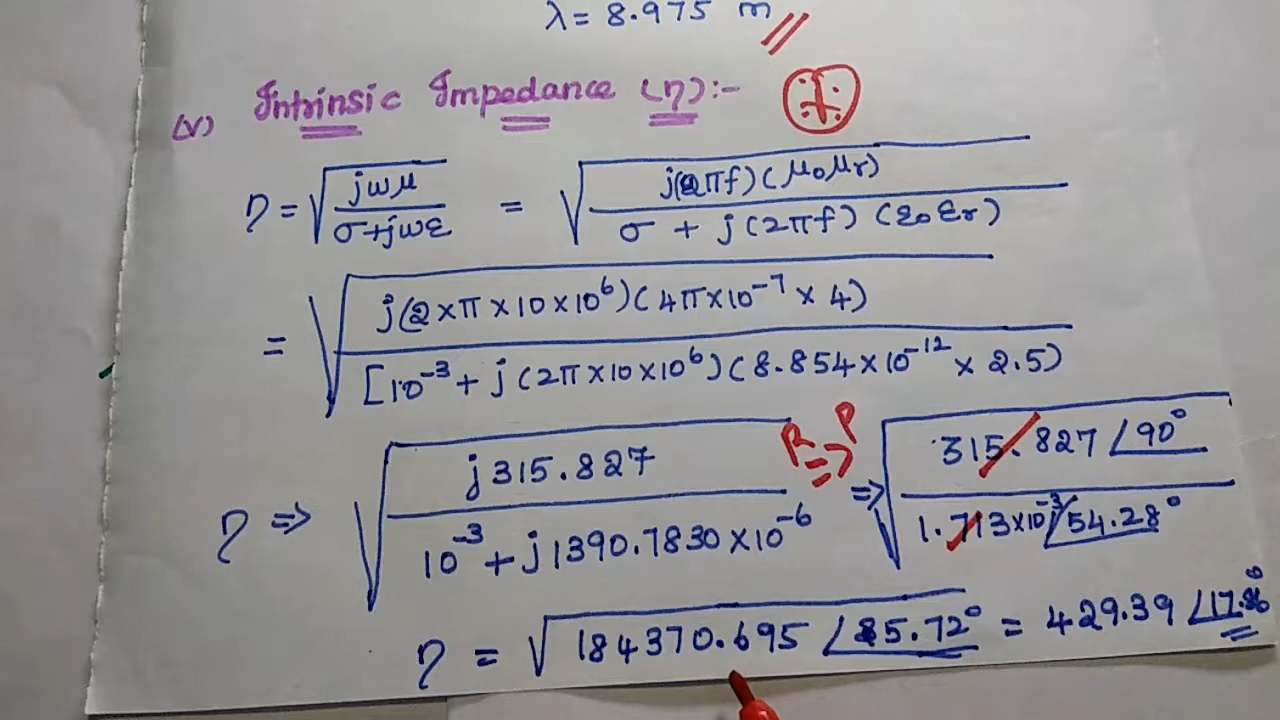 λ = 8.975 m //
(v) Intrinsic Impedance (η):-
η = √(jωμ / σ+jωε) = √(j(2πf)(μ₀μr) / σ + j(2πf)(ε₀εr))
= √(j(2×π×10×10⁶)(4π×10⁻⁷×4) / [10⁻³ + j(2π×10×10⁶)(8.854×10⁻¹²×2.5))
R ⇒ P
η ⇒ √(j315.827 / 10⁻³ + j1390.7830×10⁻⁶) ⇒ √(315.827∠90° / 1.713×10⁻³∠54.28°)
η = √(184370.695∠35.72°) = 429.39∠17.86°